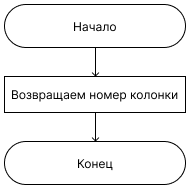 Начало
Возвращаем номер колонки
Конец